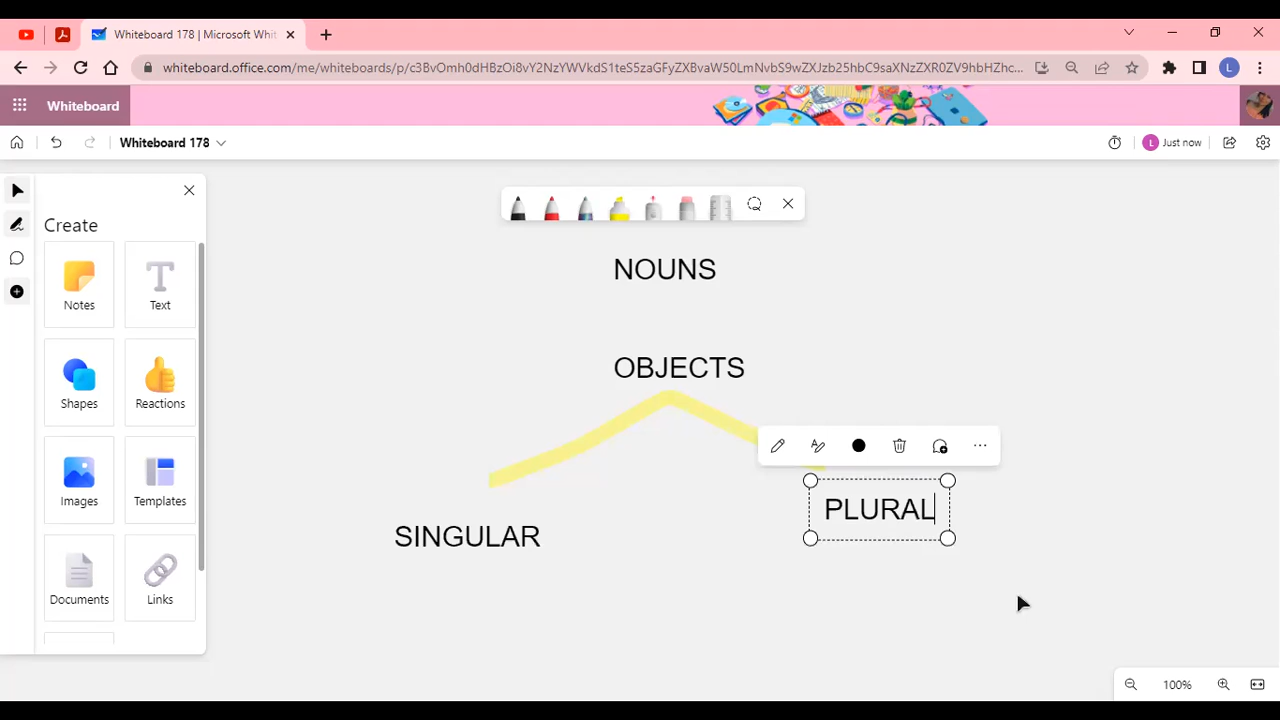 Whiteboard 178 | Microsoft Whit
whiteboard.office.com/me/whiteboards/p/c3BvOmh0dHBzOi8vY2NzYWVkdS1teS5zaGFyZXBvaW50LmNvbS9wZXJzb25hbC9saXNzZXR0ZV9hbHZhc...
L
Whiteboard
Whiteboard 178
L Just now
Create
Notes
Text
Shapes
Reactions
Images
Templates
Documents
Links
NOUNS
OBJECTS
PLURAL
SINGULAR
100%